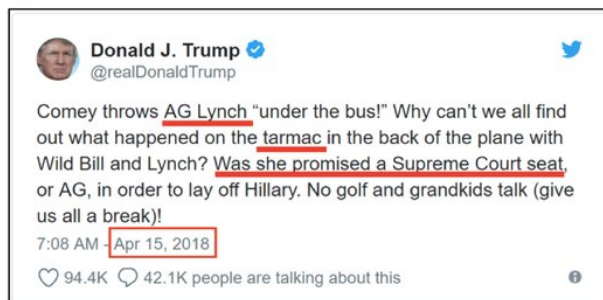 Donald J. Trump
@realDonaldTrump
Comey throws AG Lynch “under the bus!” Why can’t we all find
out what happened on the tarmac in the back of the plane with
Wild Bill and Lynch? Was she promised a Supreme Court seat,
or AG, in order to lay off Hillary. No golf and grandkids talk (give
us all a break)!
7:08 AM - Apr 15, 2018
94.4K 42.1K people are talking about this